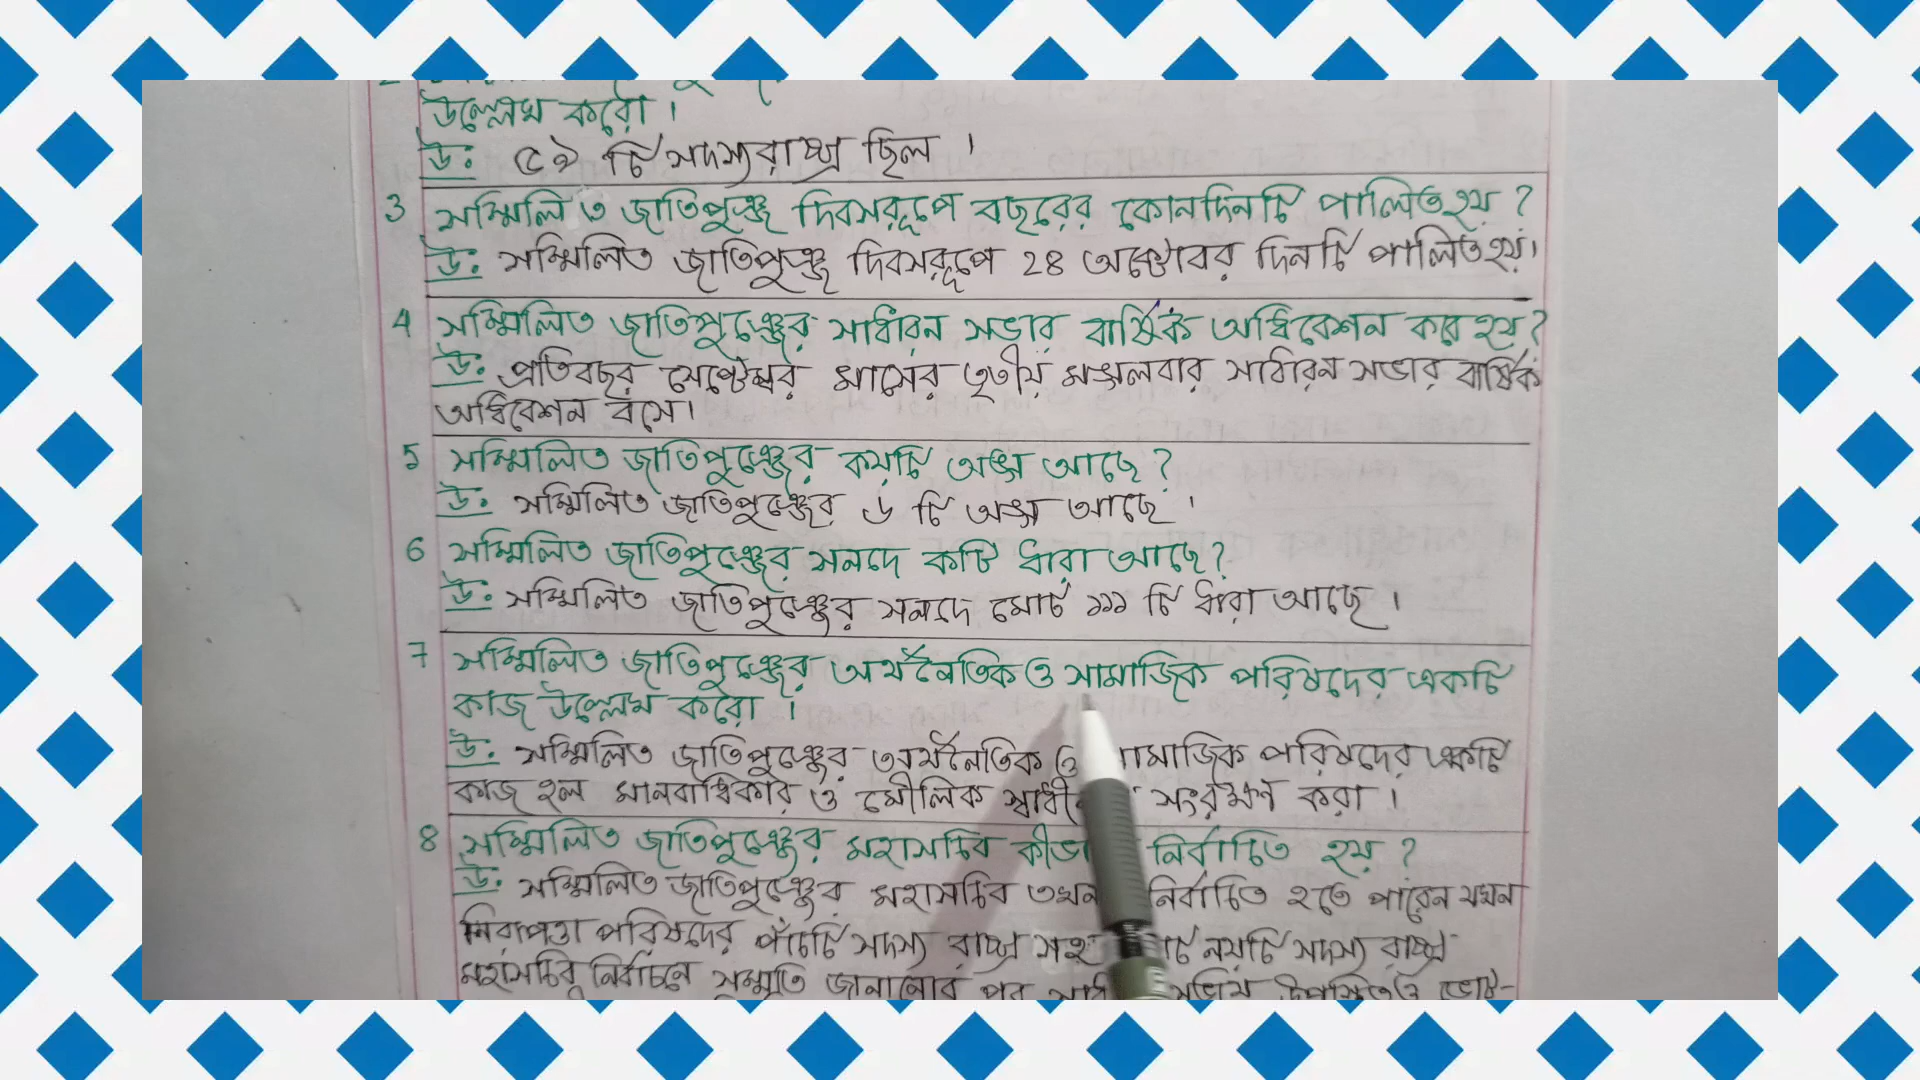 উল্লেখ করো ।
উঃ ৫১ টি সদস্যরাষ্ট্র ছিল ।
3 সম্মিলিত জাতিপুঞ্জ দিবসরূপে বছরের কোনদিনটি পালিত হয় ?
উঃ সম্মিলিত জাতিপুঞ্জ দিবসরূপে 24 অক্টোবর দিনটি পালিত হয়।
4 সম্মিলিত জাতিপুঞ্জের সাধারন সভার বার্ষিক অধিবেশন কবে হয় ?
উঃ প্রতিবছর সেপ্টেম্বর মাসের তৃতীয় মঙ্গলবার সাধারন সভার বার্ষিক
অধিবেশন বসে।
5 সম্মিলিত জাতিপুঞ্জের কয়টি অঙ্গ আছে ?
উঃ সম্মিলিত জাতিপুঞ্জের ৬ টি অঙ্গ আছে ।
6 সম্মিলিত জাতিপুঞ্জের সনদে কটি ধারা আছে ?
উঃ সম্মিলিত জাতিপুঞ্জের সনদে মোট ১১১ টি ধারা আছে ।
7 সম্মিলিত জাতিপুঞ্জের অর্থনৈতিক ও সামাজিক পরিষদের একটি
কাজ উল্লেখ করো ।
উঃ সম্মিলিত জাতিপুঞ্জের অর্থনৈতিক ও সামাজিক পরিষদের একটি
কাজ হল মানবাধিকার ও মৌলিক সংরক্ষণ করা ।
8 সম্মিলিত জাতিপুঞ্জের মহাসচিব নির্বাচিত হয় ?
উঃ সম্মিলিত জাতিপুঞ্জের মহাসচিব তখন নির্বাচিত হতে পারেন যখন
নিরাপত্তা পরিষদের পাঁচটি সদস্য রাষ্ট্র সহ নয়টি সদস্য রাষ্ট্র
মহাসচিব নির্বাচনে সম্মতি জানানোর পর